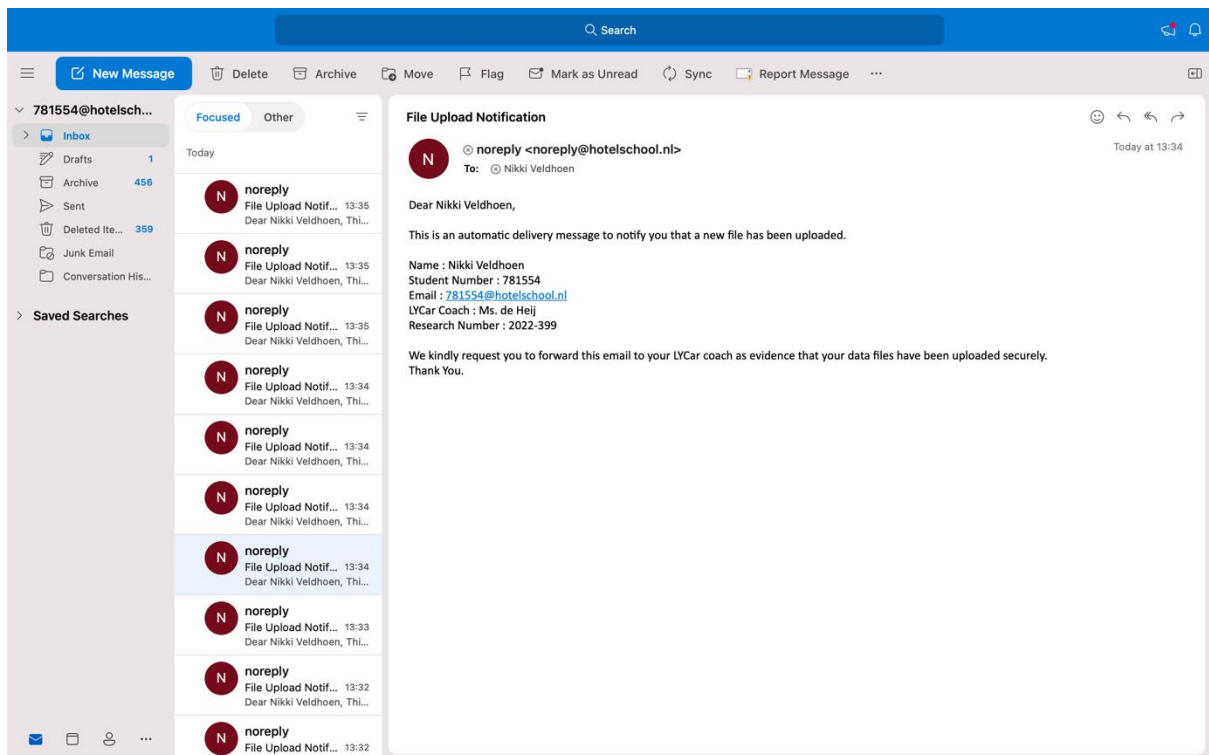 Search
New Message
Delete
Archive
Move
Flag
Mark as Unread
Sync
Report Message
781554@hotelsch...
Inbox
Drafts 1
Archive 456
Sent
Deleted Ite... 359
Junk Email
Conversation His...
Saved Searches
Focused Other
Today
N
noreply
File Upload Notif... 13:35
Dear Nikki Veldhoen, Thi...
N
noreply
File Upload Notif... 13:35
Dear Nikki Veldhoen, Thi...
N
noreply
File Upload Notif... 13:35
Dear Nikki Veldhoen, Thi...
N
noreply
File Upload Notif... 13:34
Dear Nikki Veldhoen, Thi...
N
noreply
File Upload Notif... 13:34
Dear Nikki Veldhoen, Thi...
N
noreply
File Upload Notif... 13:34
Dear Nikki Veldhoen, Thi...
N
noreply
File Upload Notif... 13:34
Dear Nikki Veldhoen, Thi...
N
noreply
File Upload Notif... 13:33
Dear Nikki Veldhoen, Thi...
N
noreply
File Upload Notif... 13:32
Dear Nikki Veldhoen, Thi...
N
noreply
File Upload Notif... 13:32
File Upload Notification
N
noreply <noreply@hotelschool.nl>
To: Nikki Veldhoen
Today at 13:34
Dear Nikki Veldhoen,
This is an automatic delivery message to notify you that a new file has been uploaded.
Name : Nikki Veldhoen
Student Number : 781554
Email : 781554@hotelschool.nl
LYCar Coach : Ms. de Heij
Research Number : 2022-399
We kindly request you to forward this email to your LYCar coach as evidence that your data files have been uploaded securely.
Thank You.